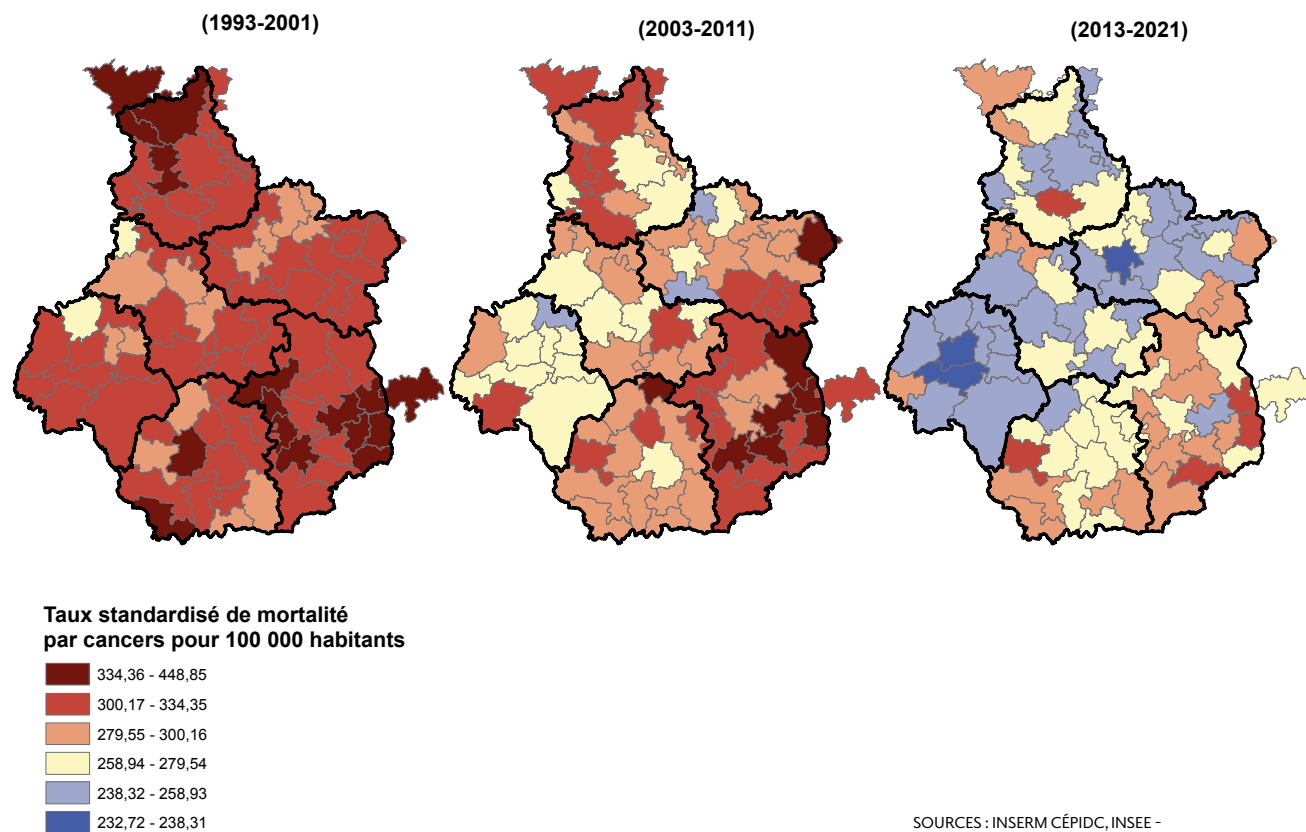 (1993-2001)
(2003-2011)
(2013-2021)
Taux standardisé de mortalité
par cancers pour 100 000 habitants
334,36 - 448,85
300,17 - 334,35
279,55 - 300,16
258,94 - 279,54
238,32 - 258,93
232,72 - 238,31
SOURCES : INSERM CÉPIDC, INSEE -